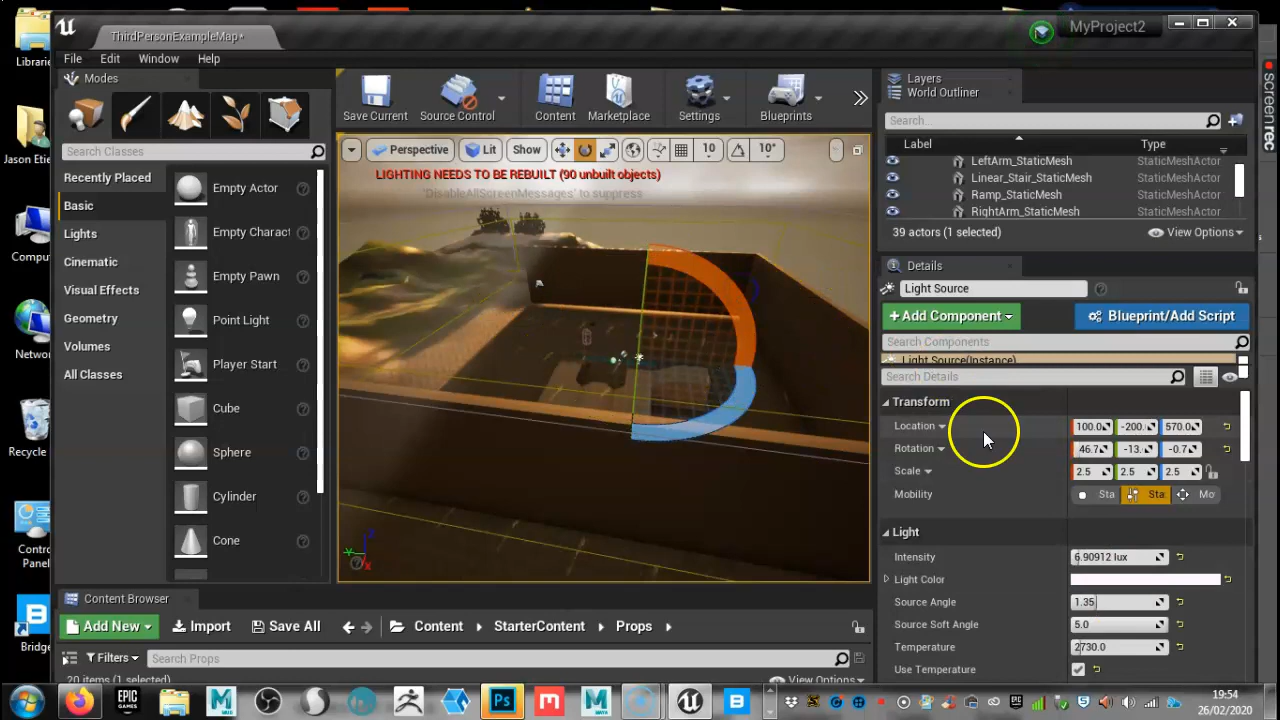 Librarie
Jason Etie
Compu
Netw
Recycle
Contro
Panel
Bridge
ThirdPersonExampleMap*
MyProject2
File Edit Window Help
Modes
Search Classes
Recently Placed
Basic
Lights
Cinematic
Visual Effects
Geometry
Volumes
All Classes
Empty Actor
Empty Charact
Empty Pawn
Point Light
Player Start
Cube
Sphere
Cylinder
Cone
Save Current Source Control Content Marketplace Settings Blueprints
Perspective Lit Show 10 10°
LIGHTING NEEDS TO BE REBUILT (90 unbuilt objects)
'DisableAllScreenMessages' to suppress
Layers
World Outliner
Search...
Label Type
LeftArm_StaticMesh StaticMeshActor
Linear_Stair_StaticMesh StaticMeshActor
Ramp_StaticMesh StaticMeshActor
RightArm_StaticMesh StaticMeshActor
39 actors (1 selected) View Options
Details
Light Source
+Add Component Blueprint/Add Script
Search Components
Light Source(Instance)
Search Details
Transform
Location 100.0 -200. 570.0
Rotation 46.7 -13. -0.7
Scale 2.5 2.5 2.5
Mobility Sta Sta Mo
Light
Intensity 6.90912 lux
Light Color
Source Angle 1.35
Source Soft Angle 5.0
Temperature 2730.0
Use Temperature
Content Browser
Add New Import Save All Content StarterContent Props
Filters Search Props
20 items (1 selected) View Options
screenrec
19:54
26/02/2020